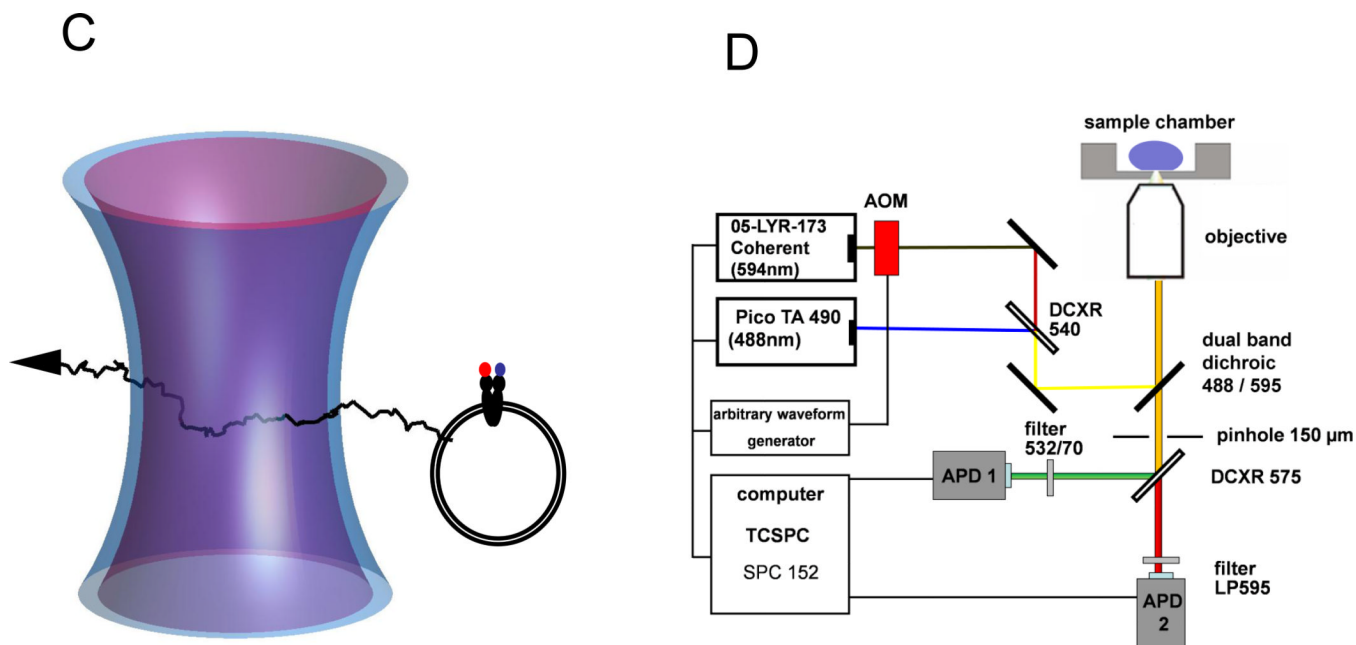 C
D
sample chamber
AOM
05-LYR-173
Coherent
(594nm)
objective
Pico TA 490
(488nm)
DCXR
540
dual band
dichroic
488 / 595
arbitrary waveform
generator
filter
532/70
pinhole 150 µm
APD 1
DCXR 575
computer
TCSPC
SPC 152
filter
LP595
APD
2